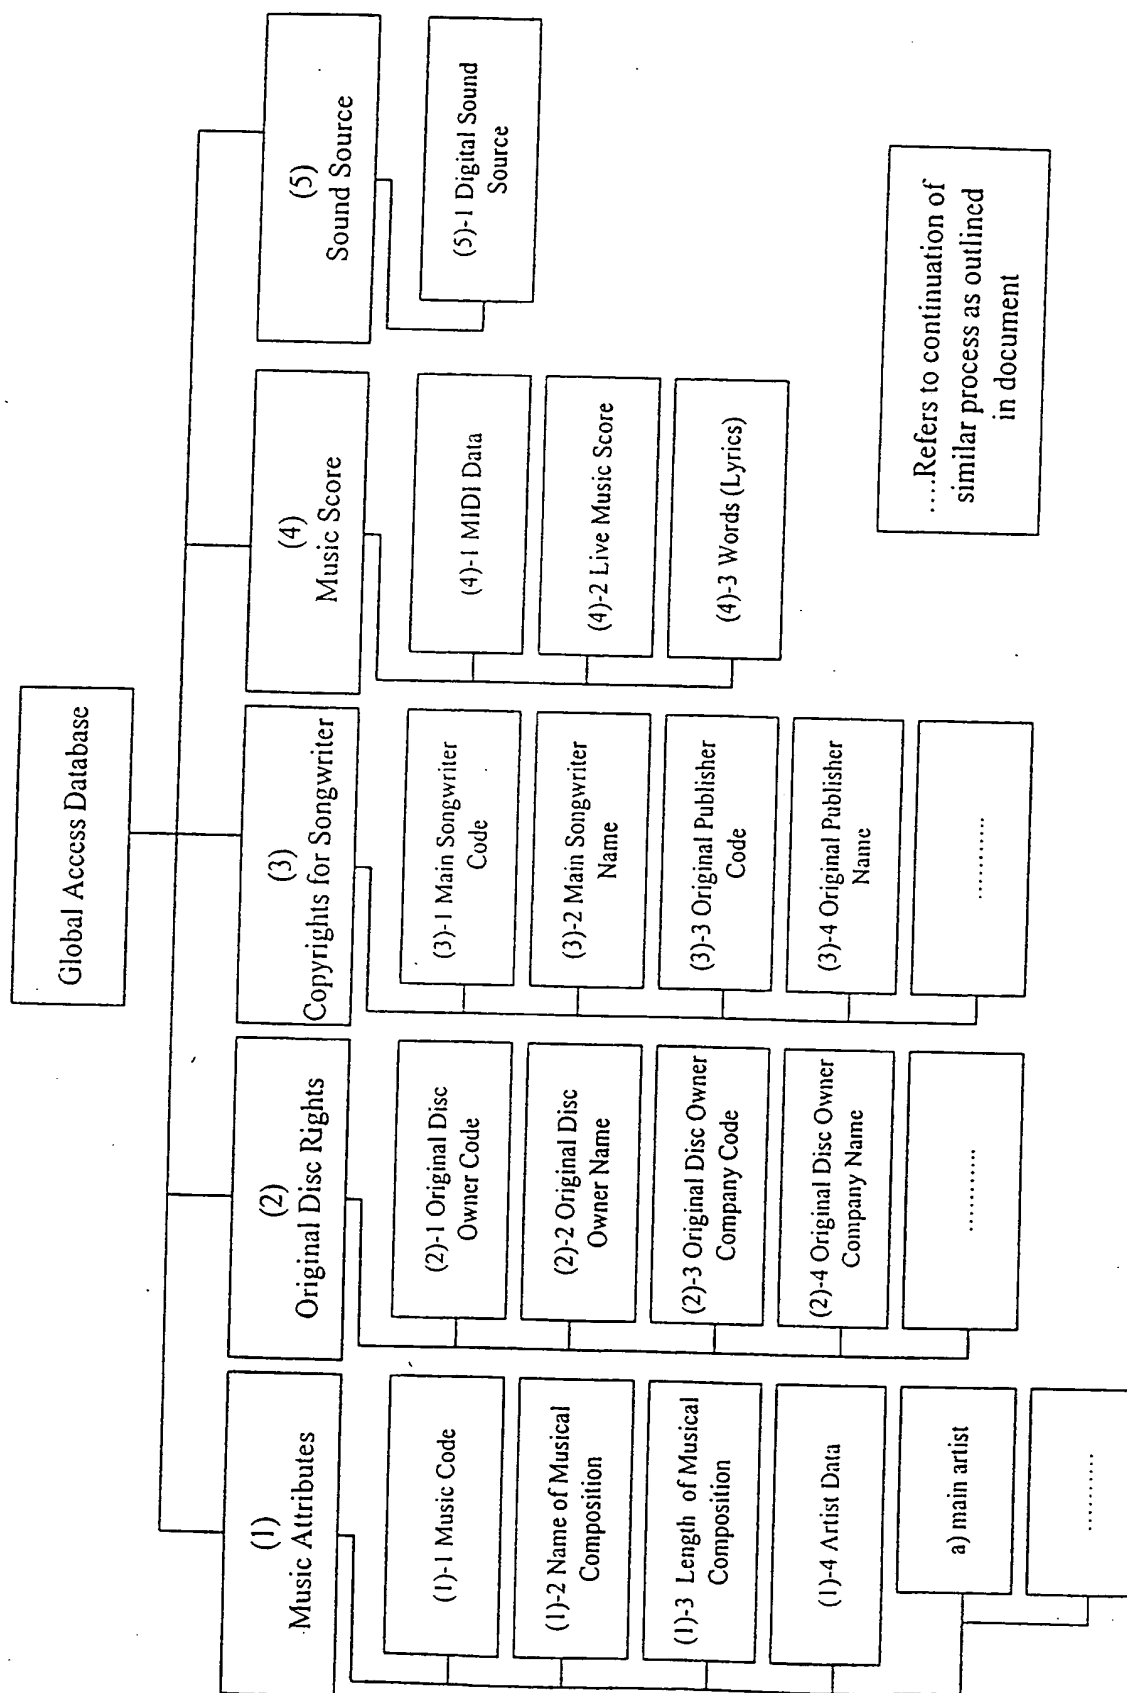 Global Access Database
(1)
Music Attributes
(1)-1 Music Code
(1)-2 Name of Musical
Composition
(1)-3 Length of Musical
Composition
(1)-4 Artist Data
a) main artist
..........
(2)
Original Disc Rights
(2)-1 Original Disc
Owner Code
(2)-2 Original Disc
Owner Name
(2)-3 Original Disc Owner
Company Code
(2)-4 Original Disc Owner
Company Name
...........
(3)
Copyrights for Songwriter
(3)-1 Main Songwriter
Code
(3)-2 Main Songwriter
Name
(3)-3 Original Publisher
Code
(3)-4 Original Publisher
Name
...........
(4)
Music Score
(4)-1 MIDI Data
(4)-2 Live Music Score
(4)-3 Words (Lyrics)
(5)
Sound Source
(5)-1 Digital Sound
Source
....Refers to continuation of
similar process as outlined
in document